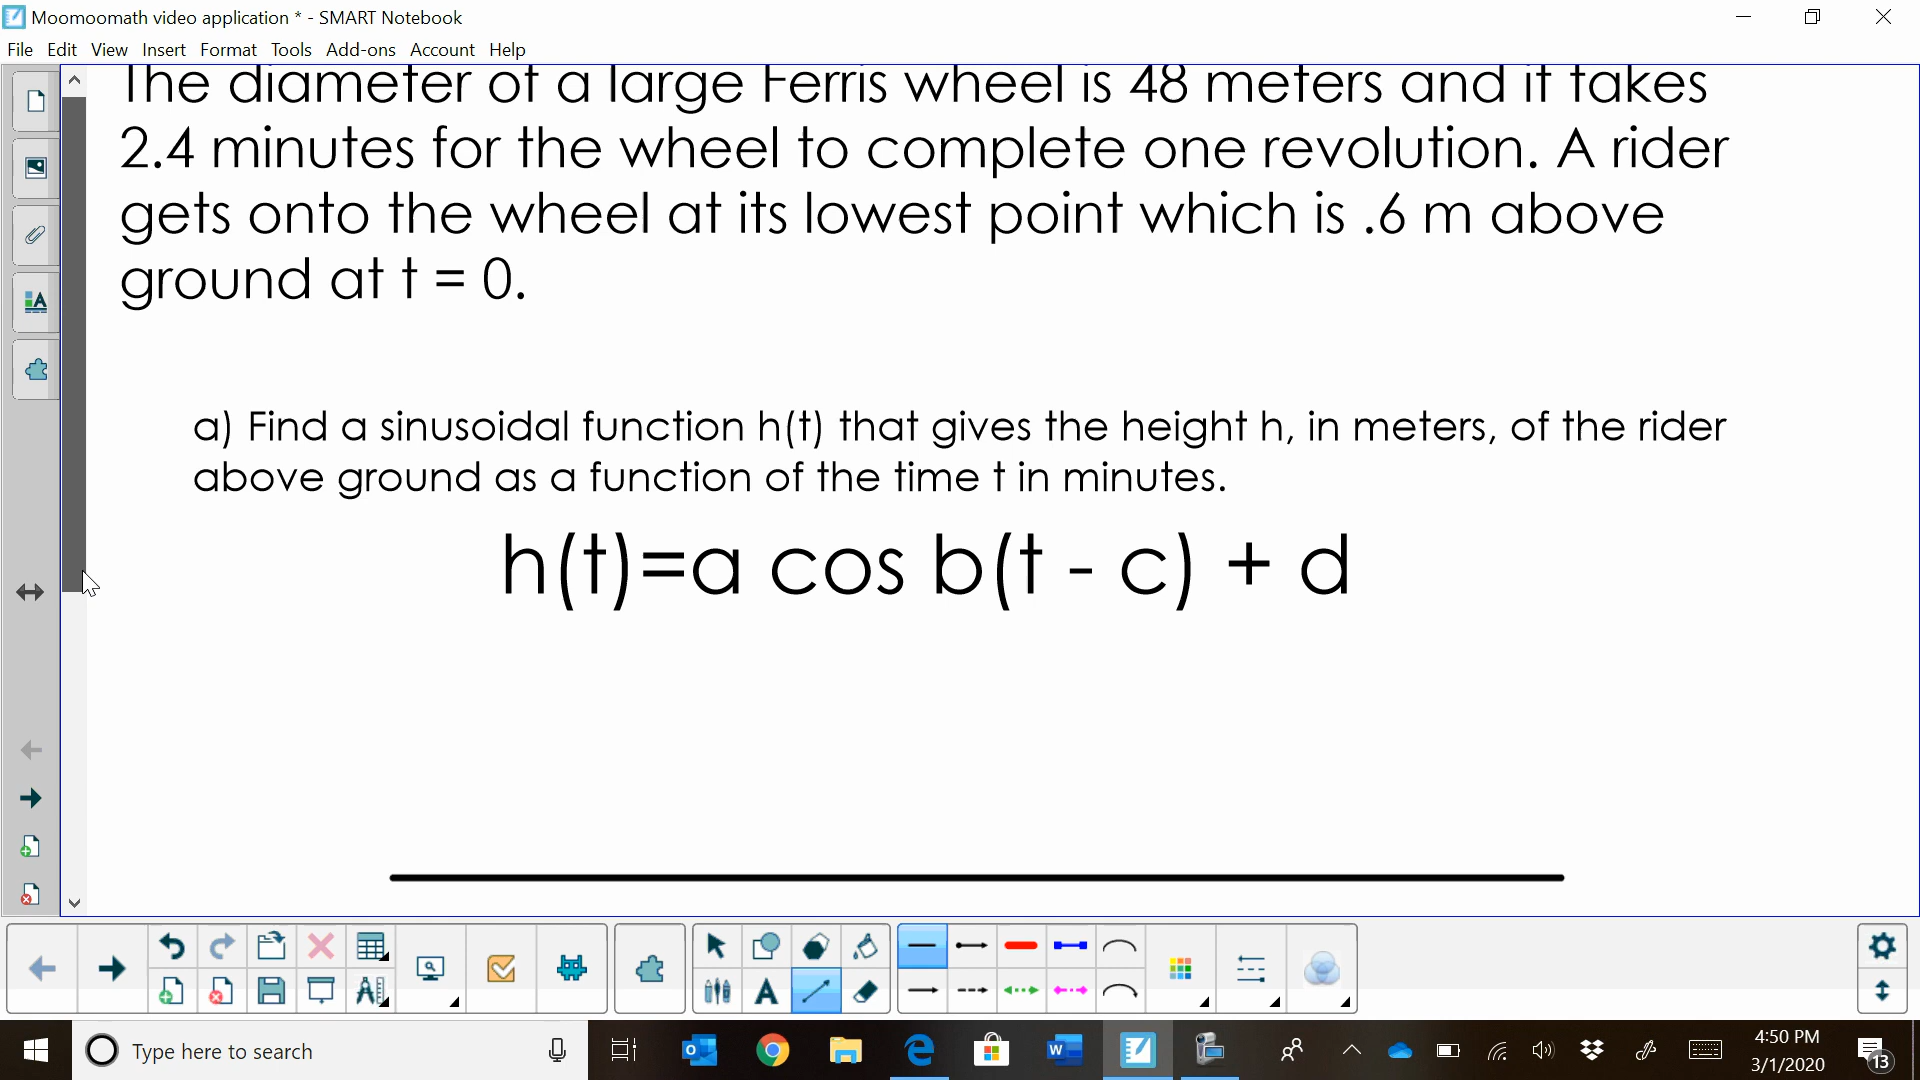 Moomoomath video application * - SMART Notebook
File Edit View Insert Format Tools Add-ons Account Help
The diameter of a large Ferris wheel is 48 meters and it takes
2.4 minutes for the wheel to complete one revolution. A rider
gets onto the wheel at its lowest point which is .6 m above
ground at t = 0.
a) Find a sinusoidal function h(t) that gives the height h, in meters, of the rider
above ground as a function of the time t in minutes.
h(t)=a cos b(t - c) + d
Type here to search
4:50 PM
3/1/2020
13